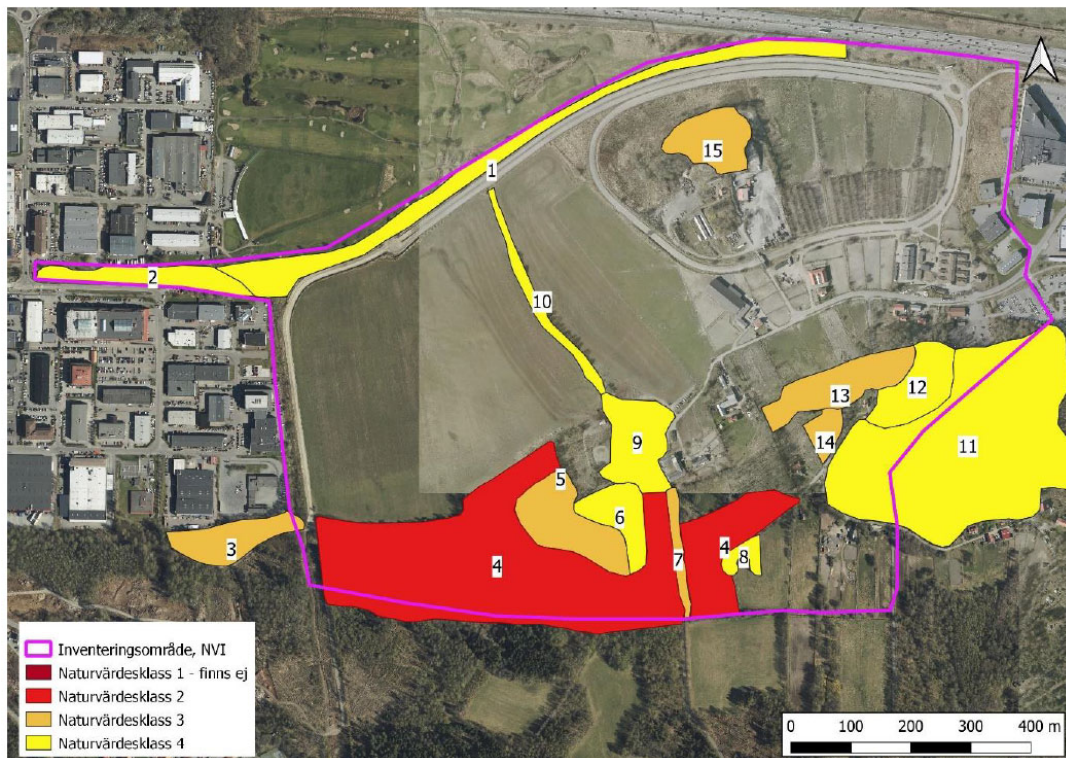 15
1
2
10
13
12
14
11
9
5
6
3
4
7
4
8
Inventeringsområde, NVI
Naturvärdesklass 1 - finns ej
Naturvärdesklass 2
Naturvärdesklass 3
Naturvärdesklass 4
0 100 200 300 400 m